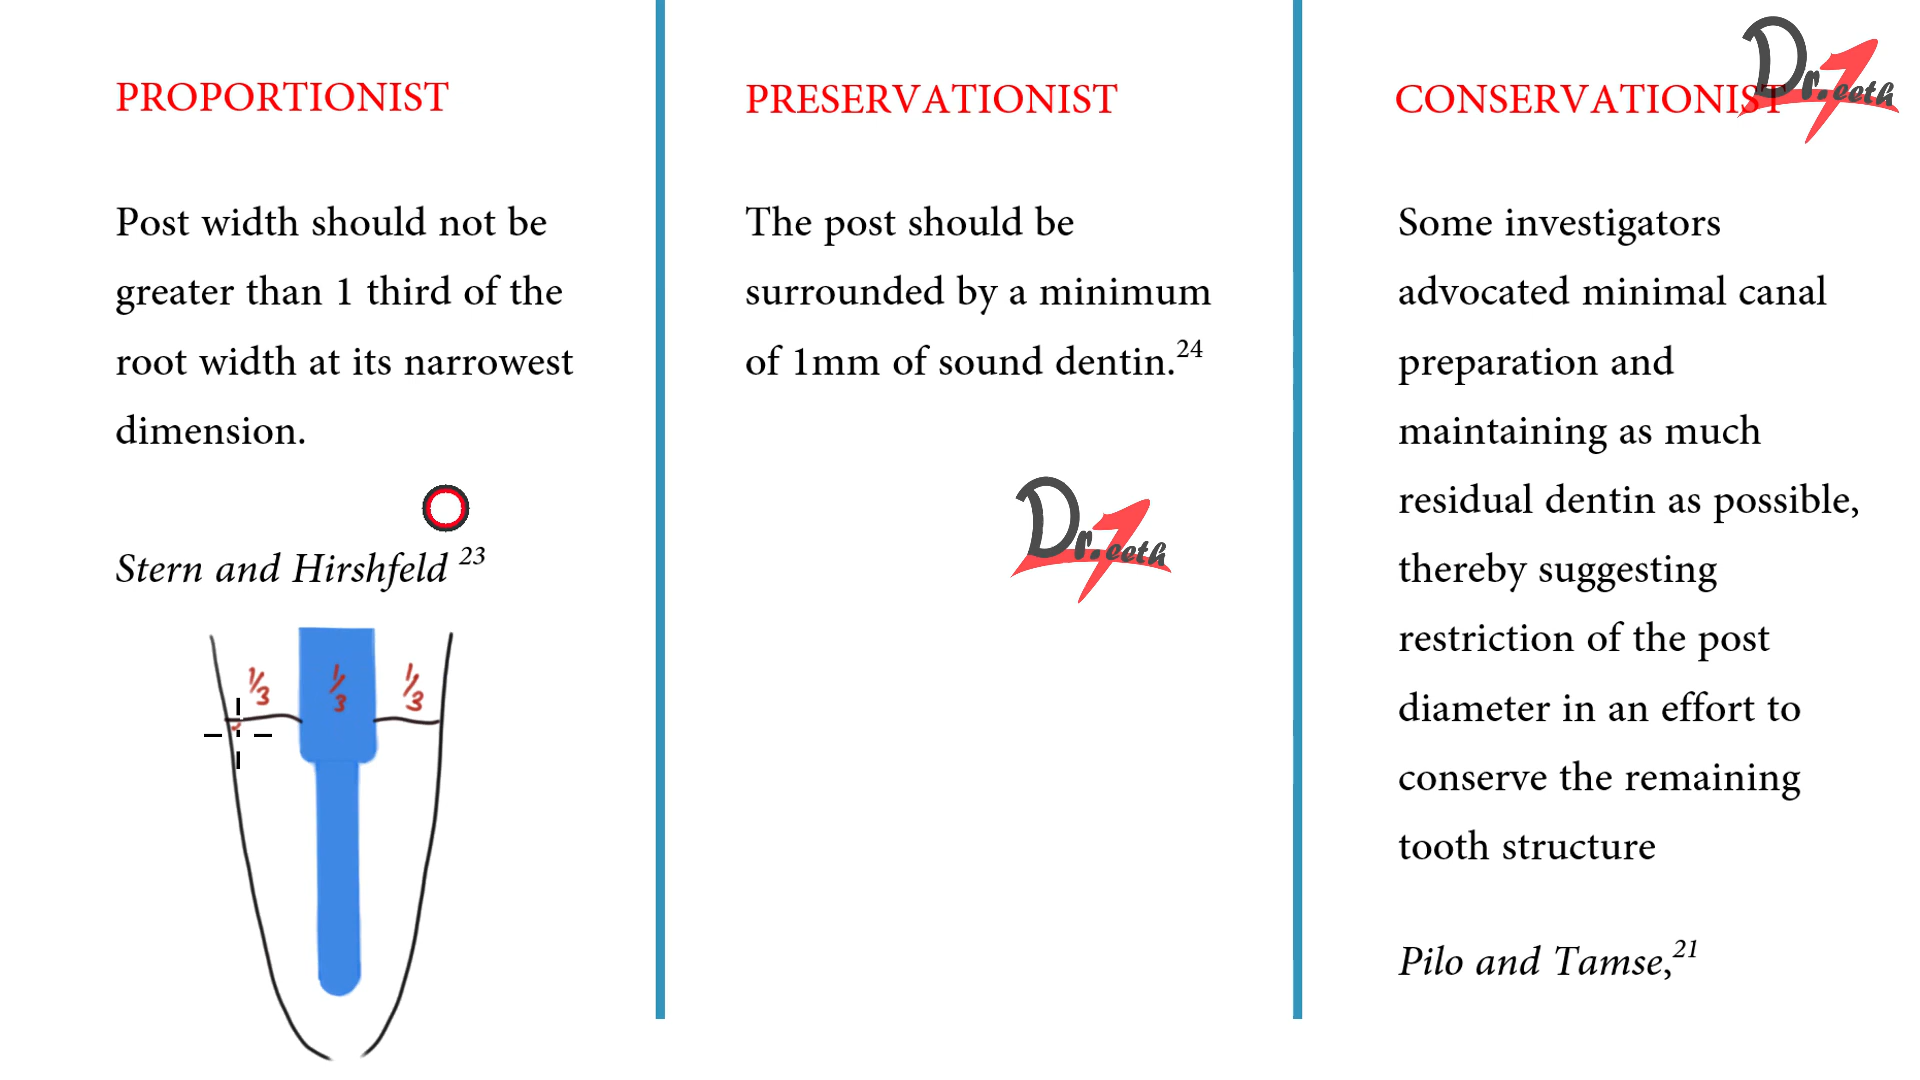 PROPORTIONIST
Post width should not be
greater than 1 third of the
root width at its narrowest
dimension.
Stern and Hirshfeld 23
1/3 1/3 1/3
PRESERVATIONIST
The post should be
surrounded by a minimum
of 1mm of sound dentin.24
Dr.eeth
CONSERVATIONIST
Dr.eeth
Some investigators
advocated minimal canal
preparation and
maintaining as much
residual dentin as possible,
thereby suggesting
restriction of the post
diameter in an effort to
conserve the remaining
tooth structure
Pilo and Tamse,21